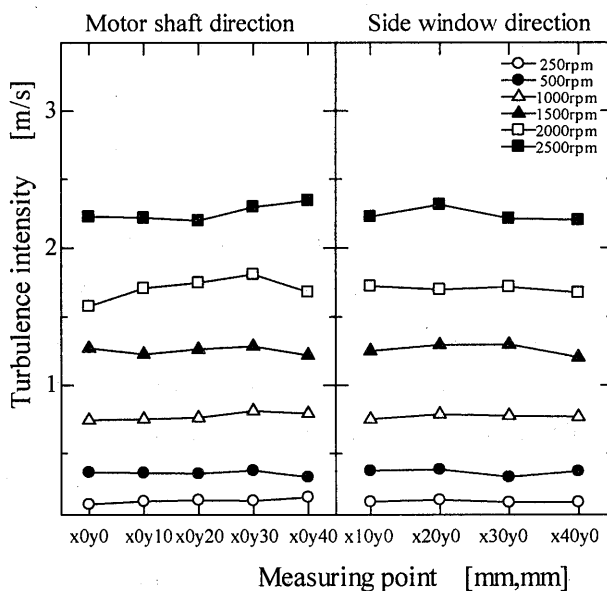 Motor shaft direction
Side window direction
250rpm
500rpm
1000rpm
1500rpm
2000rpm
2500rpm
3
2
1
Turbulence intensity [m/s]
x0y0 x0y10 x0y20 x0y30 x0y40 x10y0 x20y0 x30y0 x40y0
Measuring point [mm,mm]